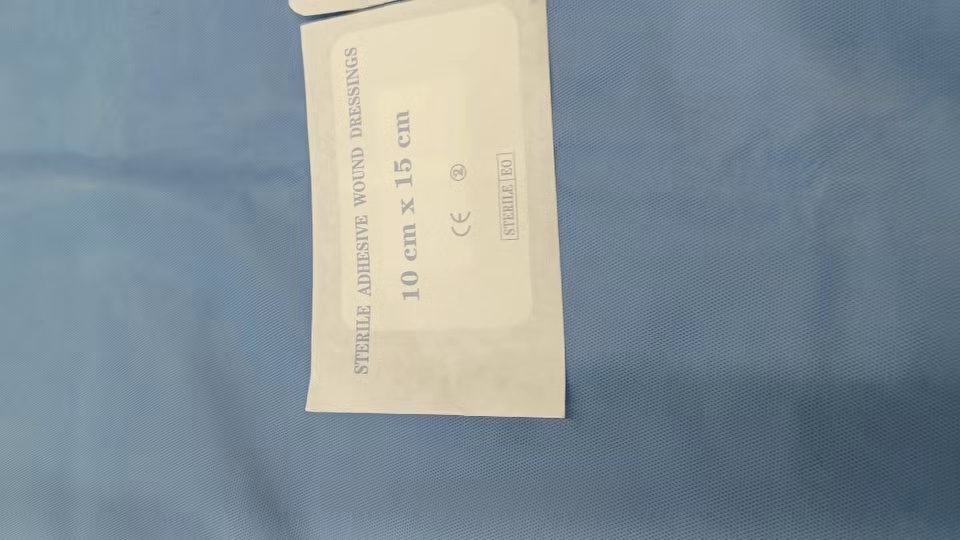 STERILE ADHESIVE WOUND DRESSINGS
10 cm x 15 cm
CE ②
STERILE EO